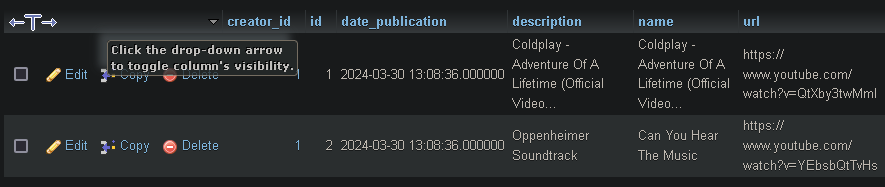 creator_id id date_publication description name url
Click the drop-down arrow
to toggle column's visibility.
Edit Copy Delete 1 1 2024-03-30 13:08:36.000000 Coldplay - Coldplay - https://
Adventure Of A Adventure Of A www.youtube.com/
Lifetime (Official Lifetime (Official watch?v=QtXby3twMmI
Video... Video...
Edit Copy Delete 1 2 2024-03-30 13:08:36.000000 Oppenheimer Can You Hear https://
Soundtrack The Music www.youtube.com/
watch?v=YEbsbQtTvHs